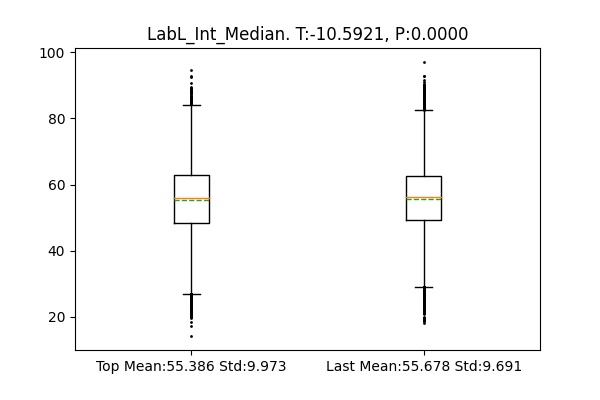 LabL_Int_Median. T:-10.5921, P:0.0000
100
80
60
40
20
Top Mean:55.386 Std:9.973
Last Mean:55.678 Std:9.691